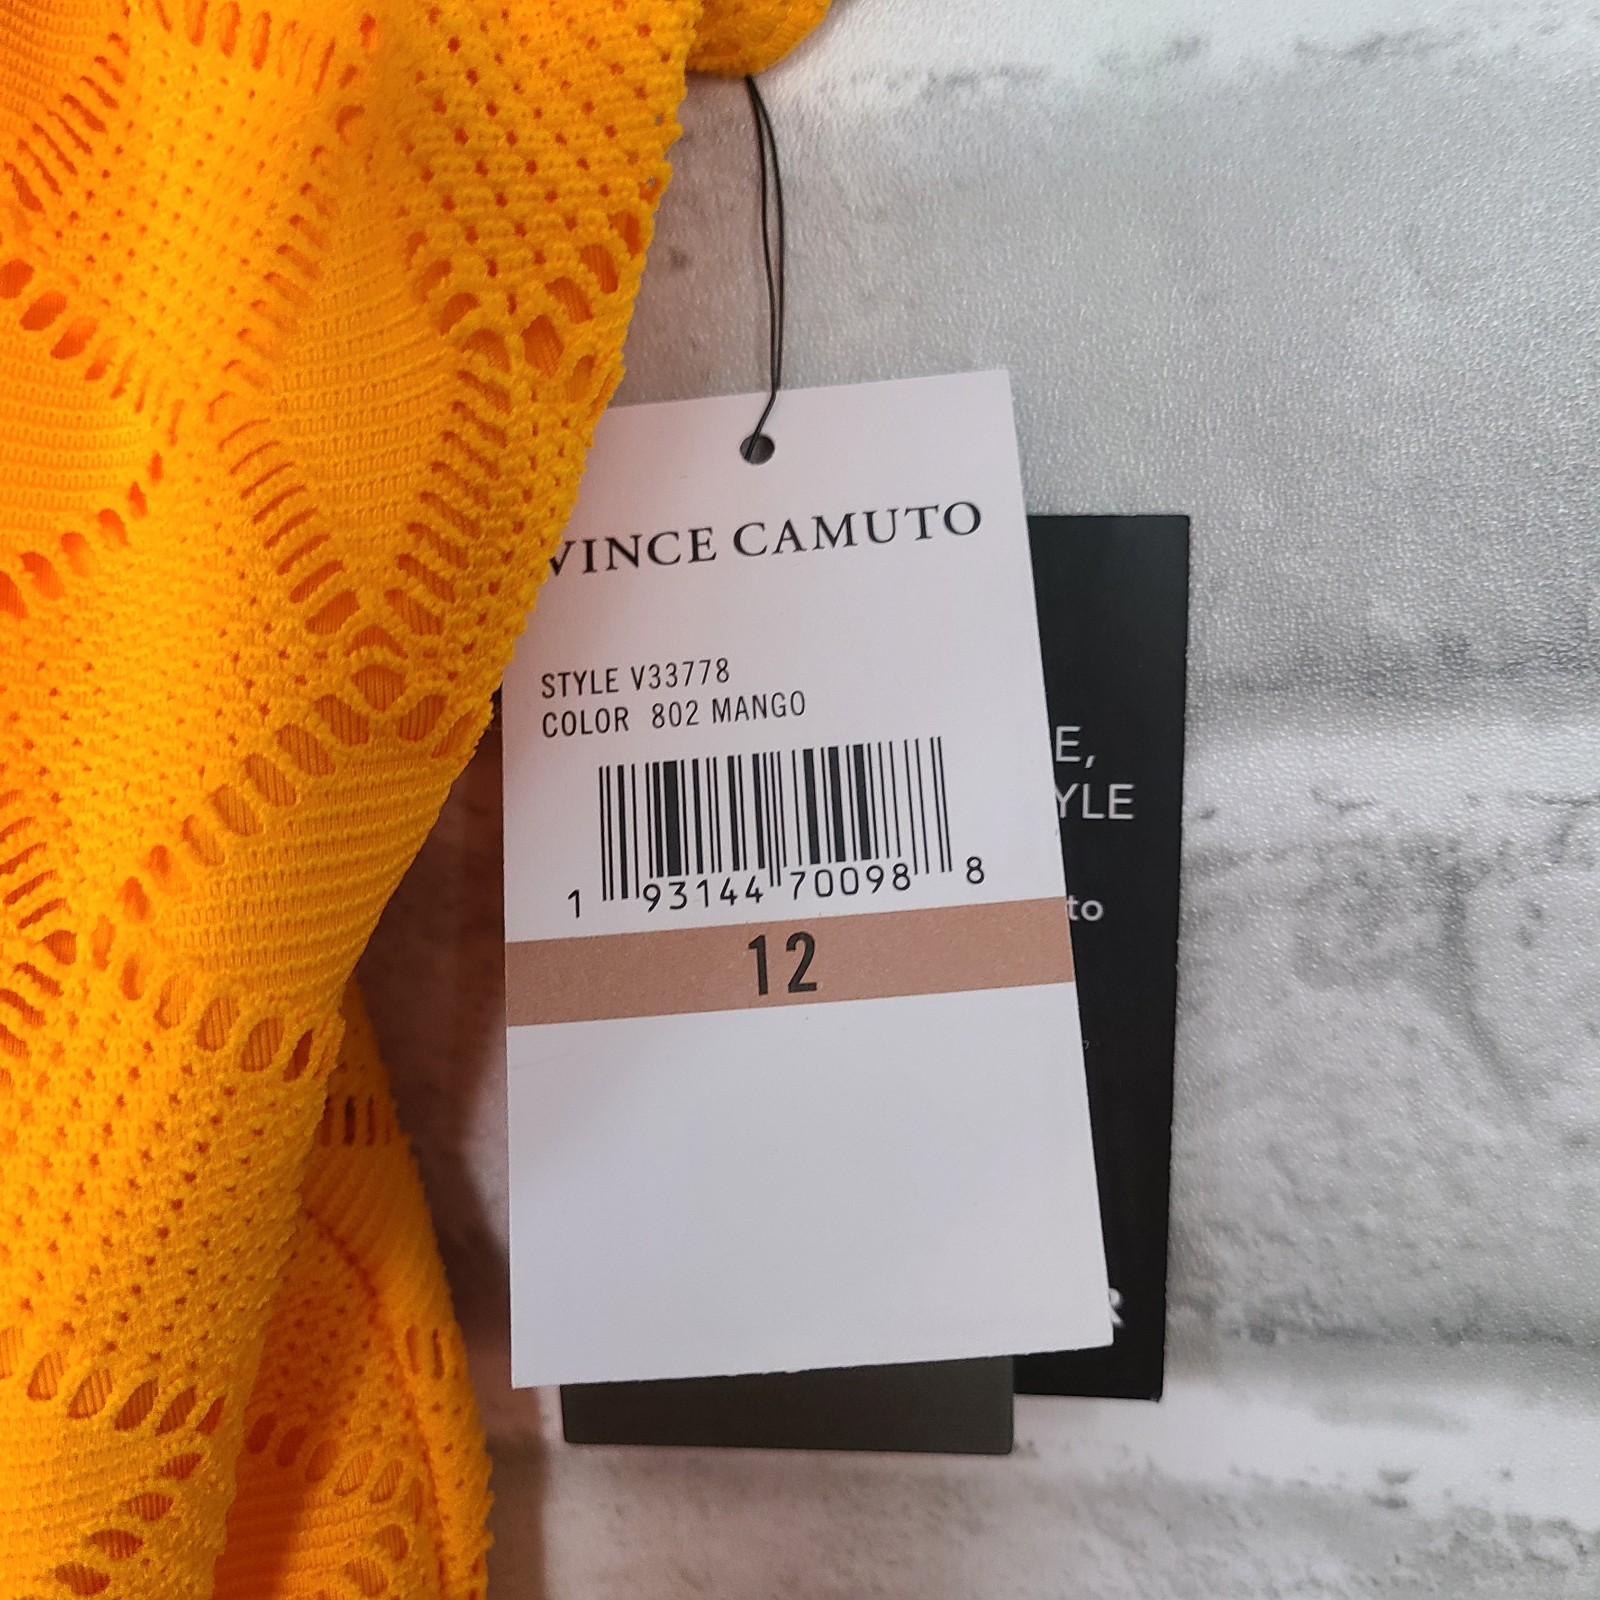 VINCE CAMUTO
STYLE V33778
COLOR 802 MANGO
1 93144 70098 8
12
E,
YLE
to
R